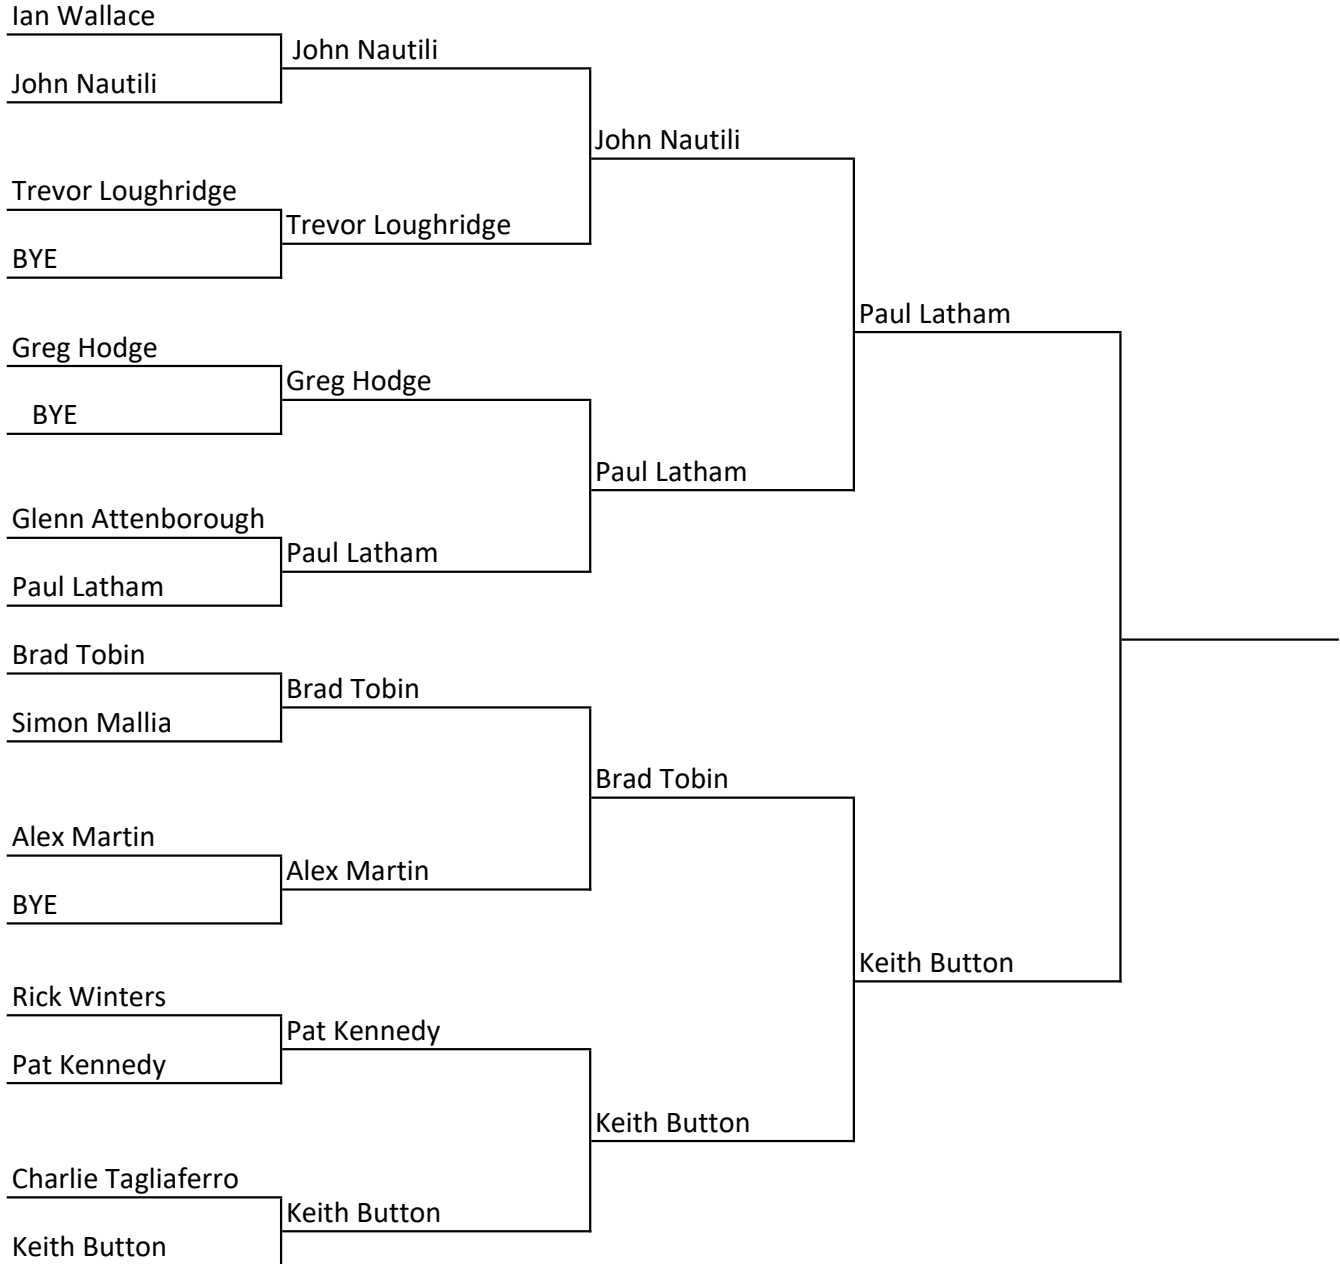 Ian Wallace
John Nautili
John Nautili
John Nautili
Trevor Loughridge
Trevor Loughridge
BYE
Paul Latham
Greg Hodge
Greg Hodge
BYE
Paul Latham
Glenn Attenborough
Paul Latham
Paul Latham
Brad Tobin
Brad Tobin
Simon Mallia
Brad Tobin
Alex Martin
Alex Martin
BYE
Keith Button
Rick Winters
Pat Kennedy
Pat Kennedy
Keith Button
Charlie Tagliaferro
Keith Button
Keith Button